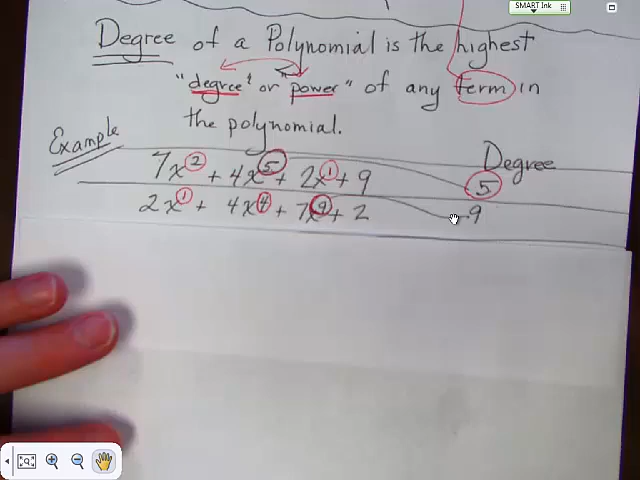 SMART Ink
Degree of a Polynomial is the highest
"degree" or power" of any term in
the polynomial.
Example
Degree
7x² + 4x⁵ + 2x¹ + 9 5
2x¹ + 4x⁴ + 7x⁹ + 2 9